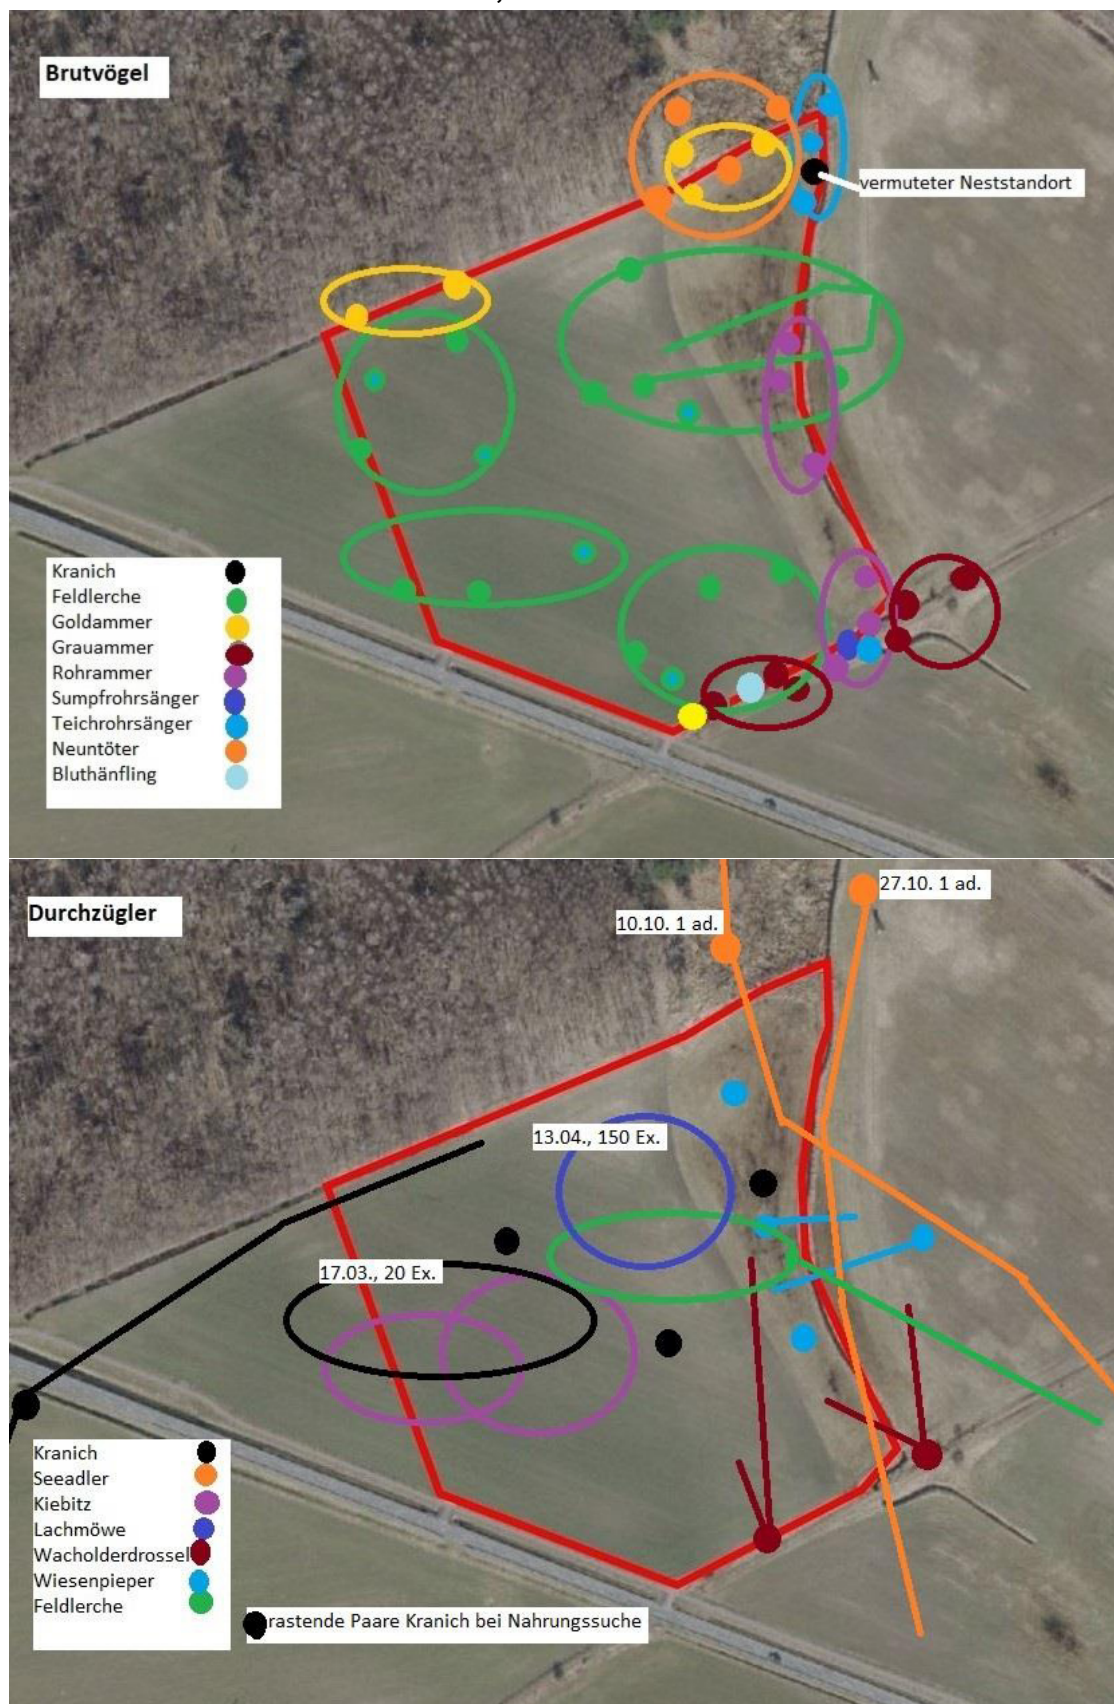 Brutvögel
vermuteter Neststandort
Kranich
Feldlerche
Goldammer
Grauammer
Rohrammer
Sumpfrohrsänger
Teichrohrsänger
Neuntöter
Bluthänfling
Durchzügler
27.10. 1 ad.
10.10. 1 ad.
13.04., 150 Ex.
17.03., 20 Ex.
Kranich
Seeadler
Kiebitz
Lachmöwe
Wacholderdrossel
Wiesenpieper
Feldlerche
rastende Paare Kranich bei Nahrungssuche